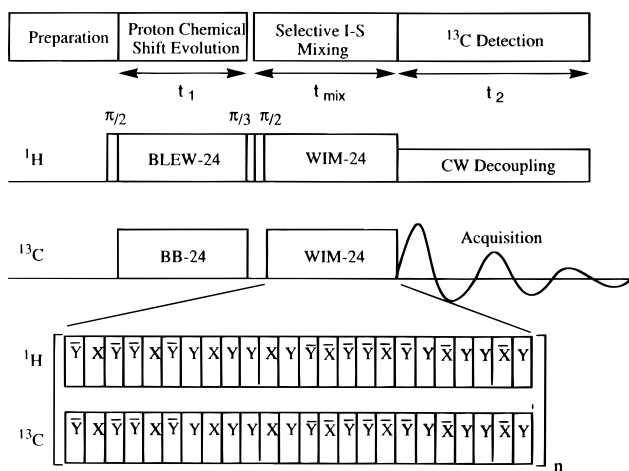 Preparation
Proton Chemical
Shift Evolution
Selective I-S
Mixing
¹³C Detection
t₁
t_mix
t₂
π/2
π/3
π/2
¹H
BLEW-24
WIM-24
CW Decoupling
¹³C
BB-24
WIM-24
Acquisition
¹H
Ȳ X Ȳ Ȳ X Ȳ Y X Y Y X Y Ȳ X̄ Ȳ Ȳ X̄ Ȳ Y X̄ Y Y X̄ Y
¹³C
Ȳ X Ȳ Ȳ X Ȳ Y X Y Y X Y Ȳ X̄ Ȳ Ȳ X̄ Ȳ Y X̄ Y Y X̄ Y
n